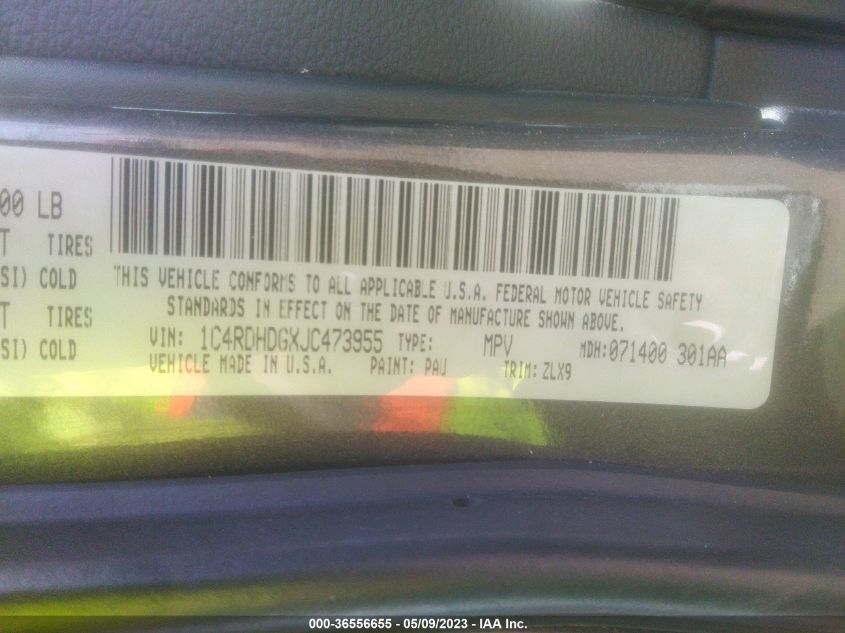 00 LB
T TIRES
SI) COLD
T TIRES
SI) COLD
THIS VEHICLE CONFORMS TO ALL APPLICABLE U.S.A. FEDERAL MOTOR VEHICLE SAFETY
STANDARDS IN EFFECT ON THE DATE OF MANUFACTURE SHOWN ABOVE.
VIN: 1C4RDHDGXJC473955 TYPE: MPV MDH:071400 301AA
VEHICLE MADE IN U.S.A. PAINT: PAU TRIM: ZLX9
000-36556655 - 05/09/2023 - IAA Inc.